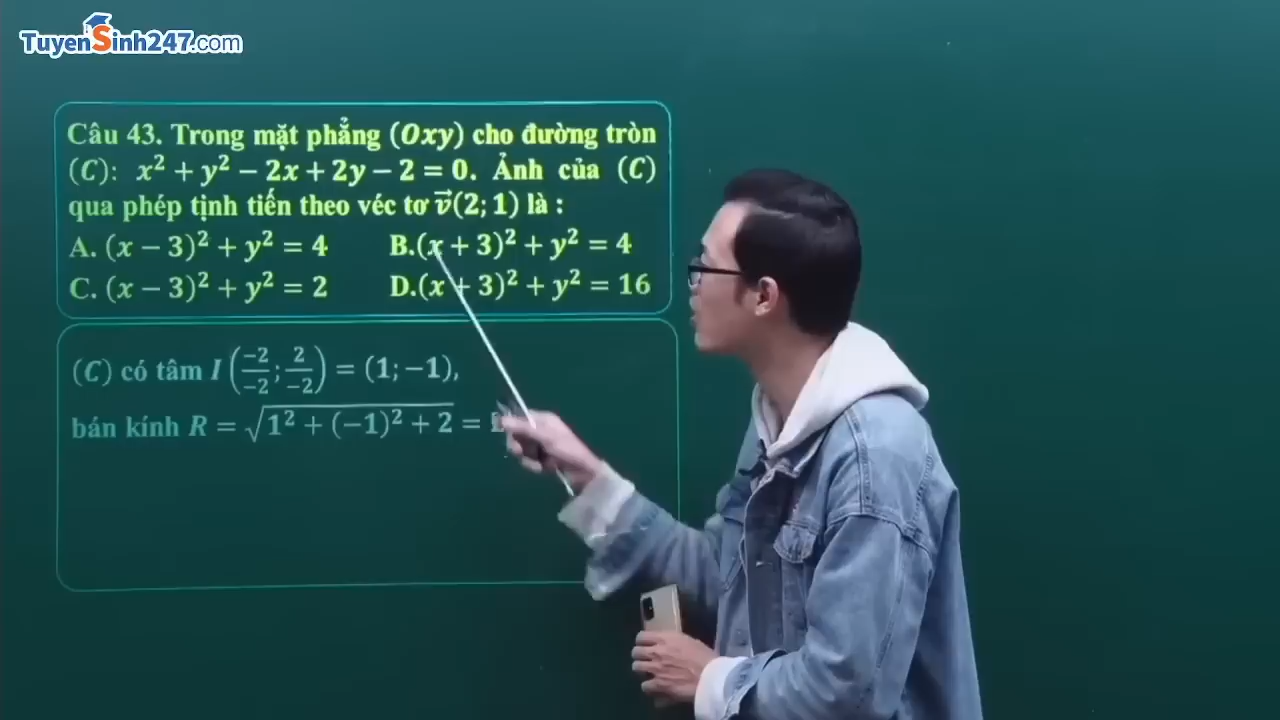 TuyenSinh247.com
Câu 43. Trong mặt phẳng (Oxy) cho đường tròn
(C): x² + y² − 2x + 2y − 2 = 0. Ảnh của (C)
qua phép tịnh tiến theo véc tơ v⃗(2; 1) là :
A. (x − 3)² + y² = 4 B.(x + 3)² + y² = 4
C. (x − 3)² + y² = 2 D.(x + 3)² + y² = 16
(C) có tâm I (−2/−2; 2/−2) = (1; −1),
bán kính R = √(1² + (−1)² + 2) =